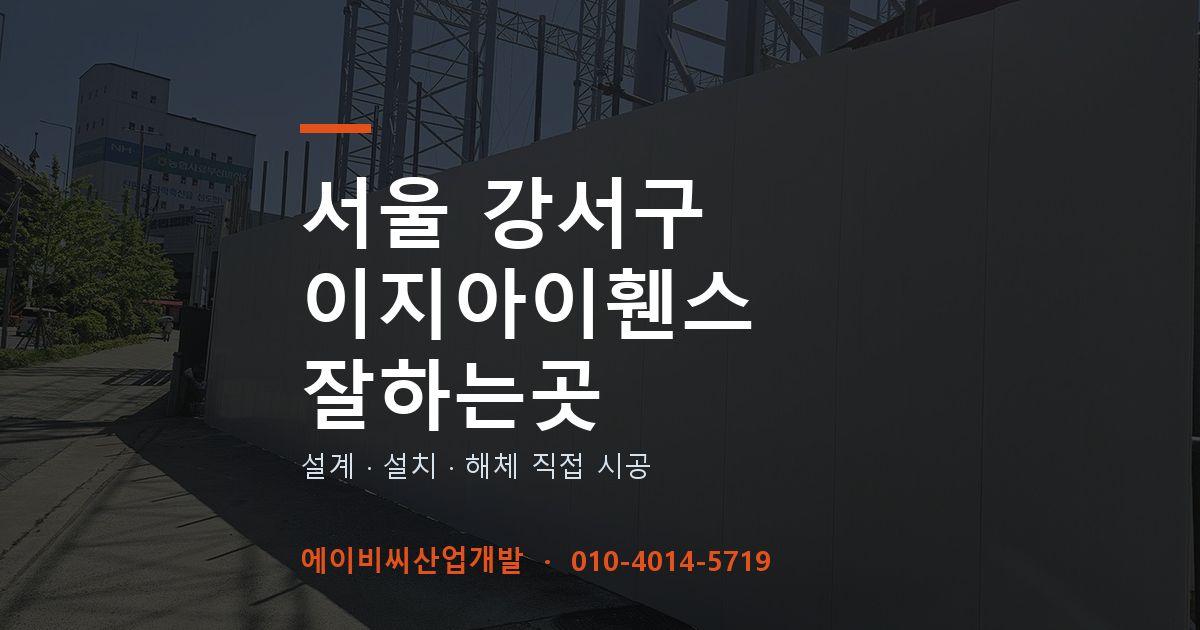 NH
서울 강서구
이지아이휀스
잘하는곳
설계 · 설치 · 해체 직접 시공
에이비씨산업개발 · 010-4014-5719